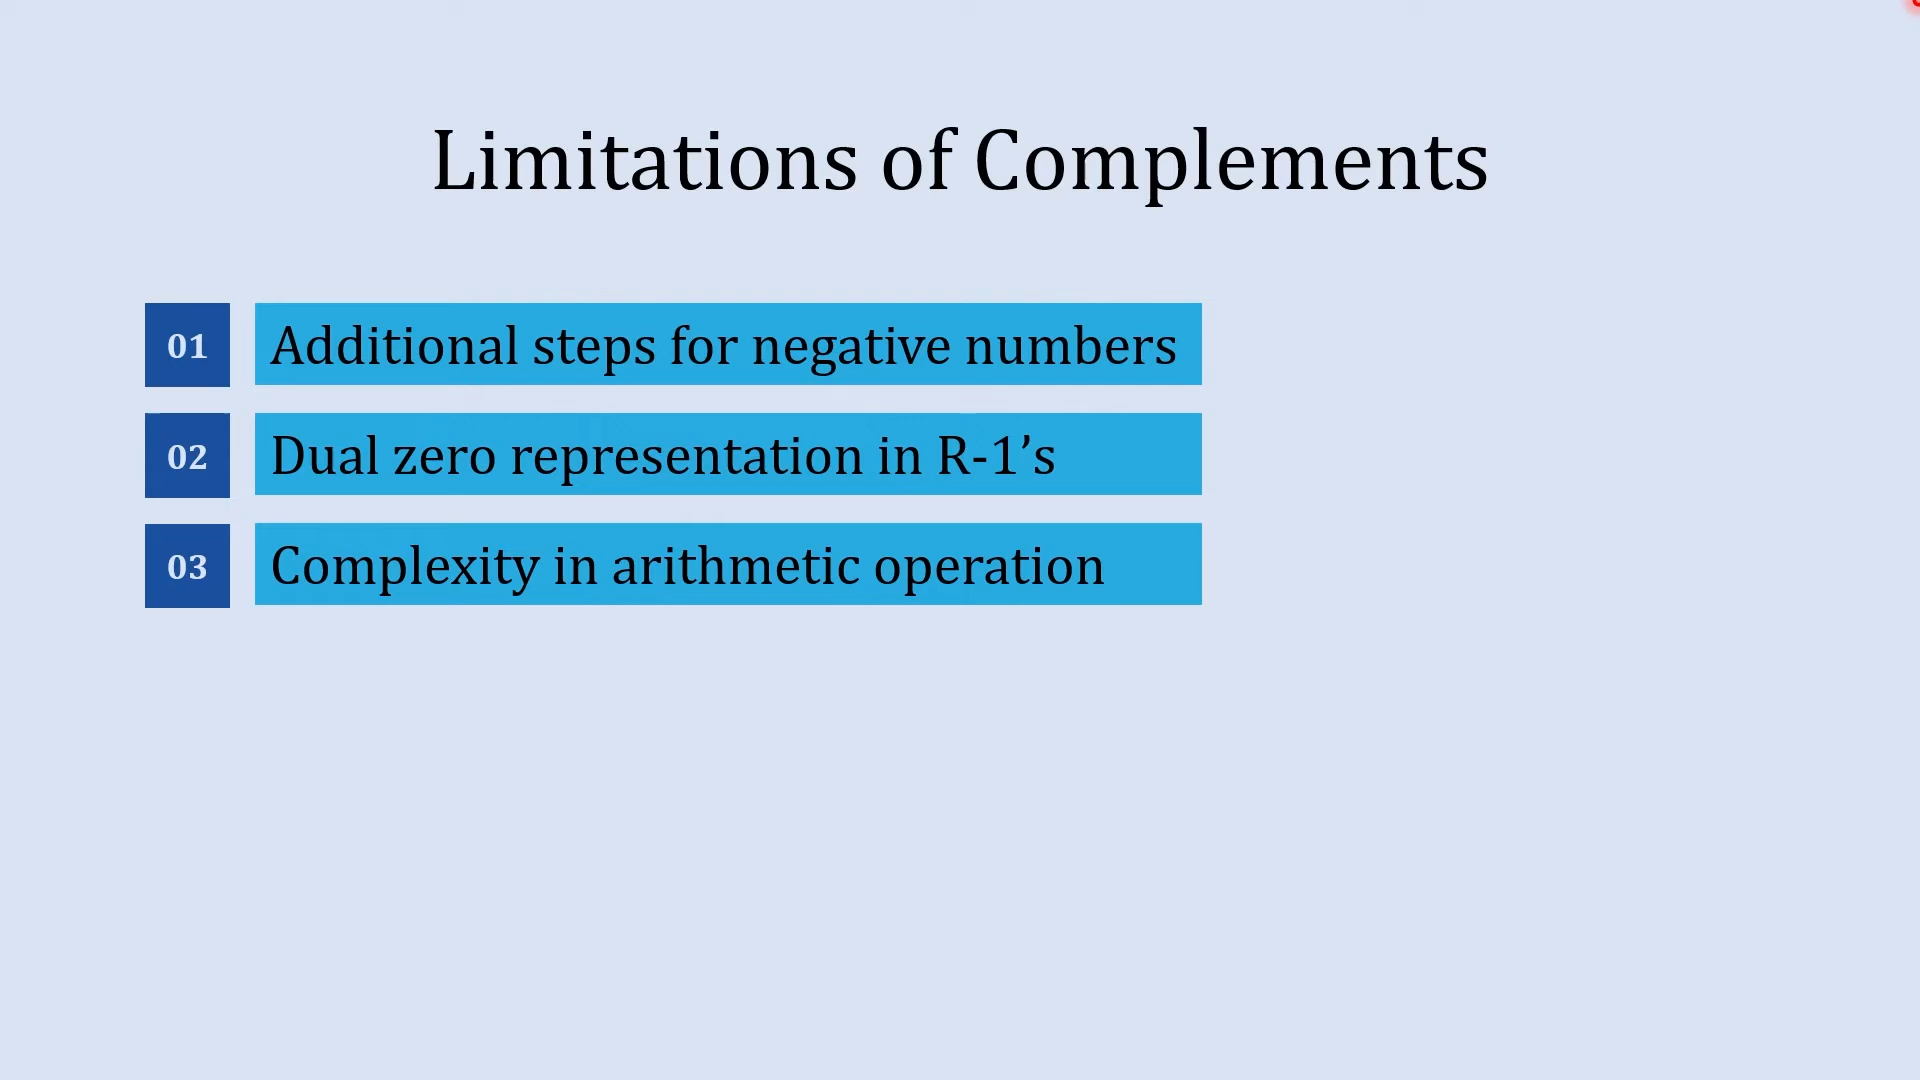 Limitations of Complements
01 Additional steps for negative numbers
02 Dual zero representation in R-1’s
03 Complexity in arithmetic operation